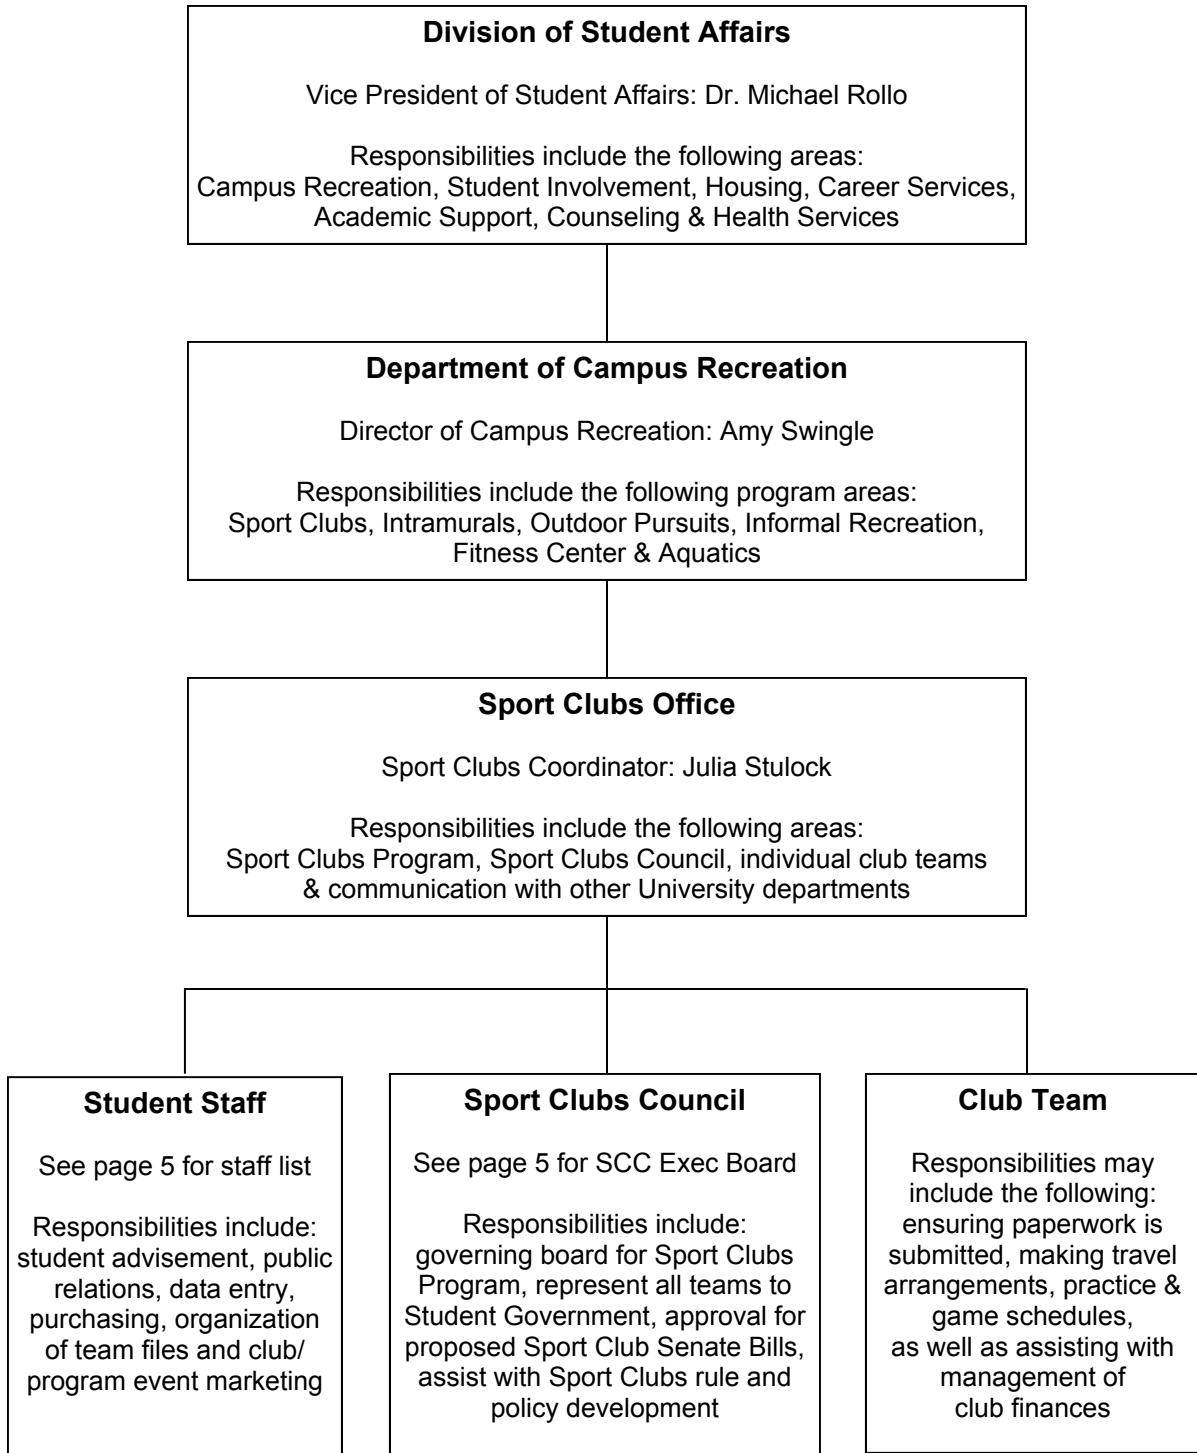 Division of Student Affairs
Vice President of Student Affairs: Dr. Michael Rollo
Responsibilities include the following areas:
Campus Recreation, Student Involvement, Housing, Career Services,
Academic Support, Counseling & Health Services
Department of Campus Recreation
Director of Campus Recreation: Amy Swingle
Responsibilities include the following program areas:
Sport Clubs, Intramurals, Outdoor Pursuits, Informal Recreation,
Fitness Center & Aquatics
Sport Clubs Office
Sport Clubs Coordinator: Julia Stulock
Responsibilities include the following areas:
Sport Clubs Program, Sport Clubs Council, individual club teams
& communication with other University departments
Student Staff
See page 5 for staff list
Responsibilities include:
student advisement, public
relations, data entry,
purchasing, organization
of team files and club/
program event marketing
Sport Clubs Council
See page 5 for SCC Exec Board
Responsibilities include:
governing board for Sport Clubs
Program, represent all teams to
Student Government, approval for
proposed Sport Club Senate Bills,
assist with Sport Clubs rule and
policy development
Club Team
Responsibilities may
include the following:
ensuring paperwork is
submitted, making travel
arrangements, practice &
game schedules,
as well as assisting with
management of
club finances